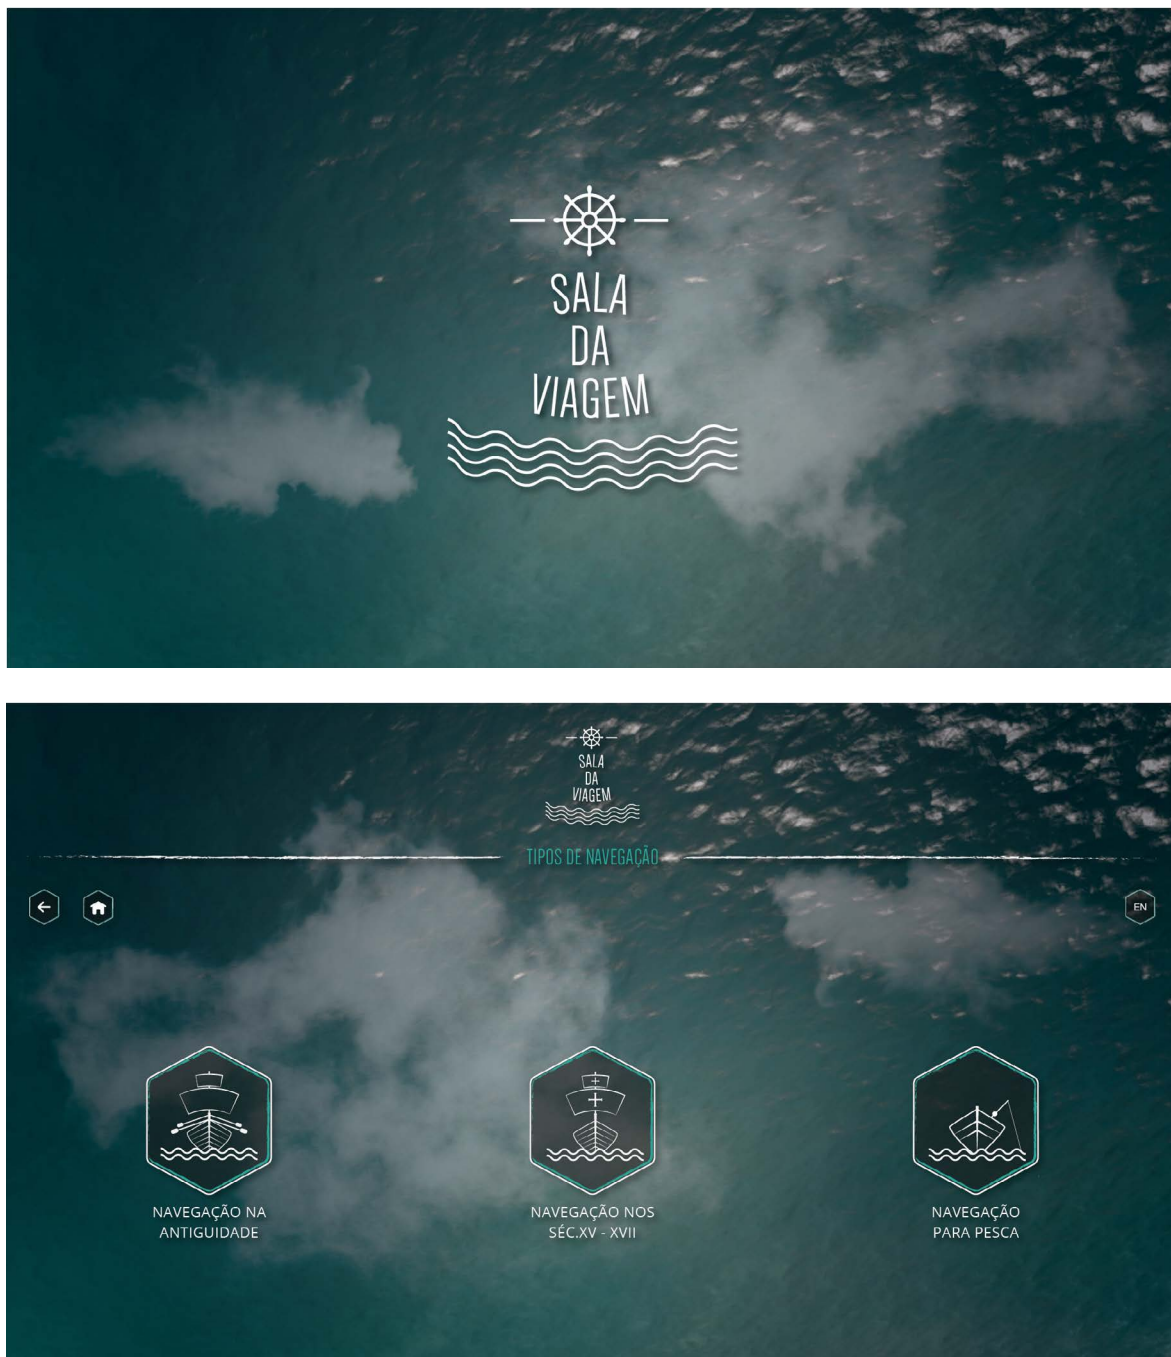 SALA
DA
VIAGEM
SALA
DA
VIAGEM
TIPOS DE NAVEGAÇÃO
EN
NAVEGAÇÃO NA
ANTIGUIDADE
NAVEGAÇÃO NOS
SÉC.XV - XVII
NAVEGAÇÃO
PARA PESCA